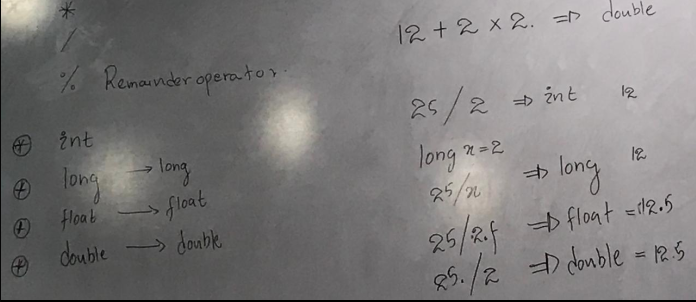 *
/
% Remainder operator.
⊕ int
⊕ long → long
⊕ float → float
⊕ double → double
12 + 2 × 2. ⇒ double
25 / 2 ⇒ int 12
long x = 2
25/x ⇒ long 12
25/2.f ⇒ float = 12.5
25./2 ⇒ double = 12.5